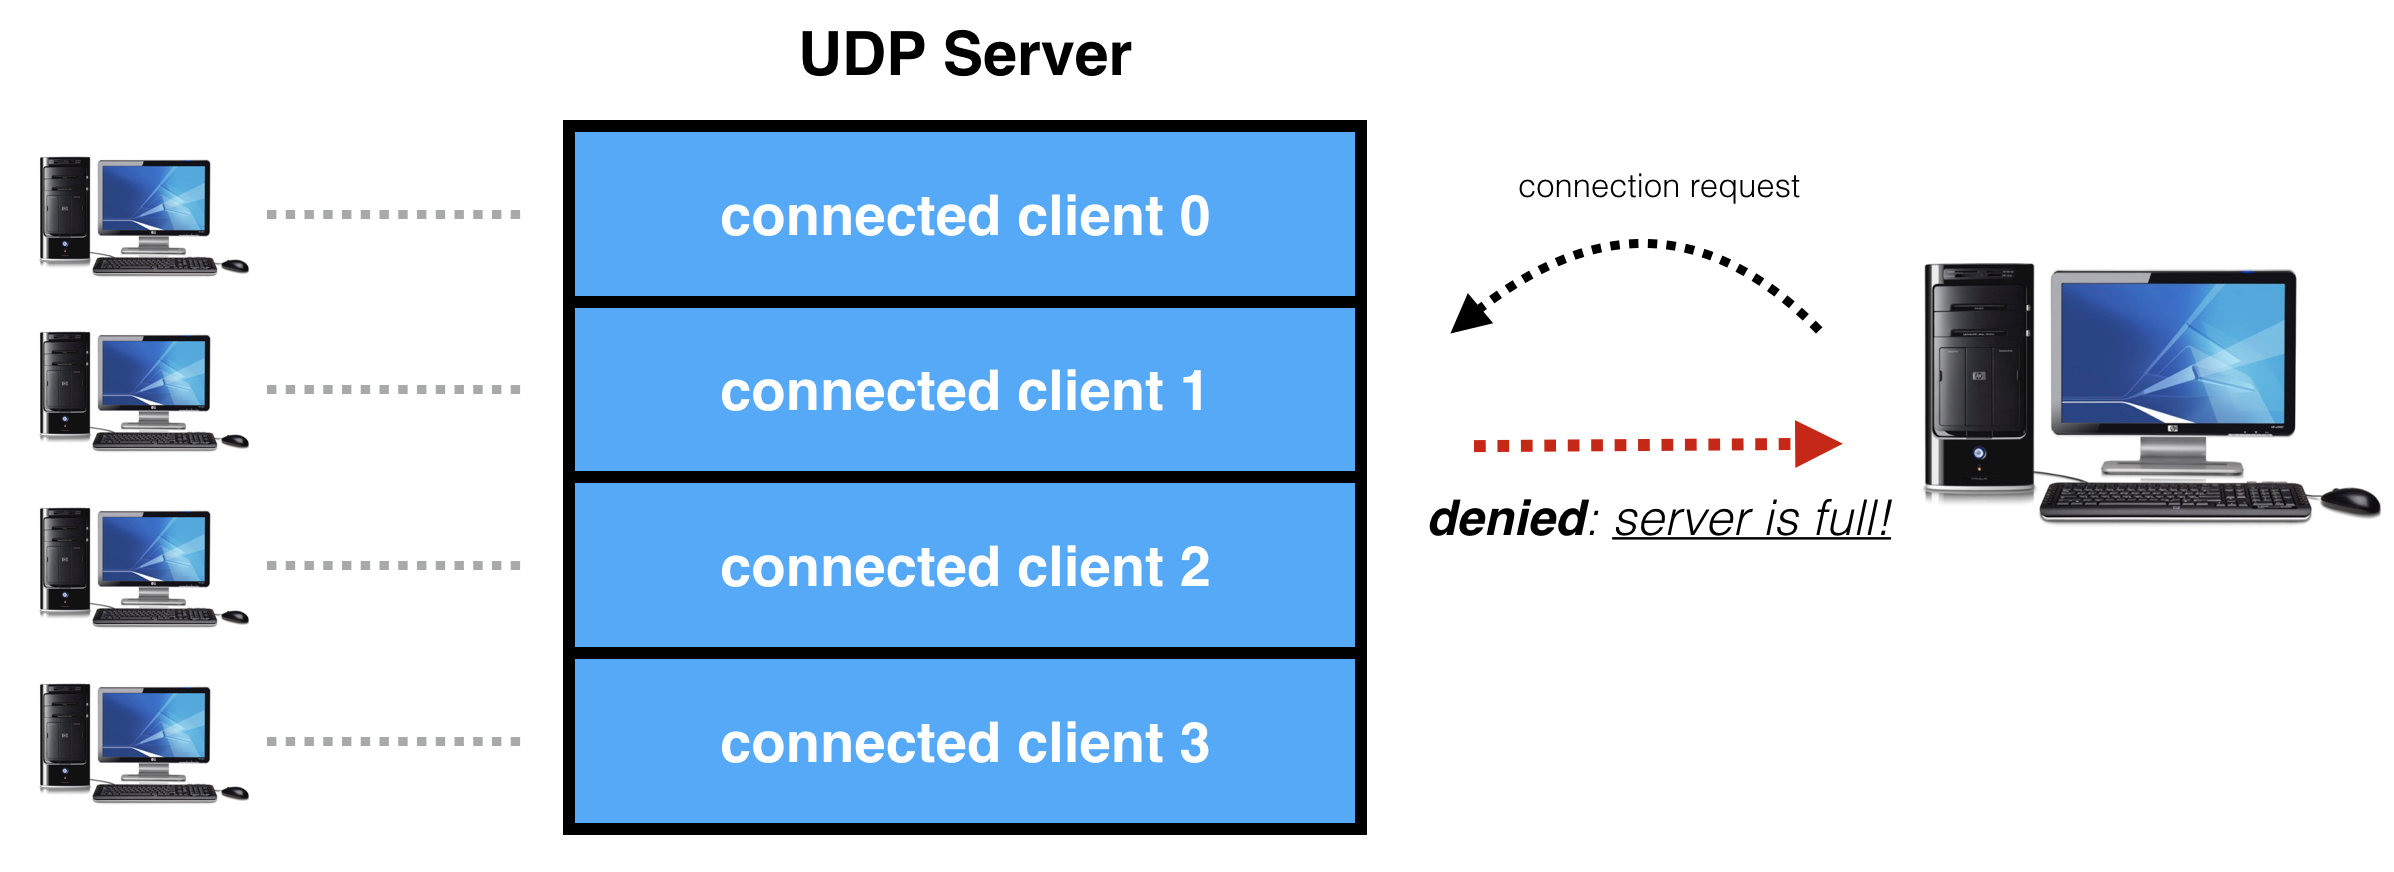 UDP Server
connected client 0
connected client 1
connected client 2
connected client 3
connection request
denied: server is full!